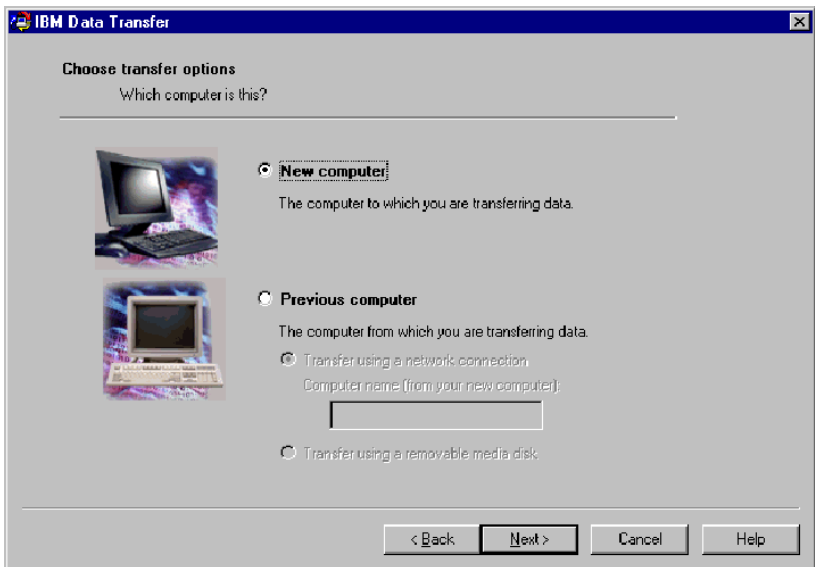 IBM Data Transfer
Choose transfer options
Which computer is this?
New computer
The computer to which you are transferring data.
Previous computer
The computer from which you are transferring data.
Transfer using a network connection
Computer name (from your new computer):
Transfer using a removable media disk
< Back Next > Cancel Help